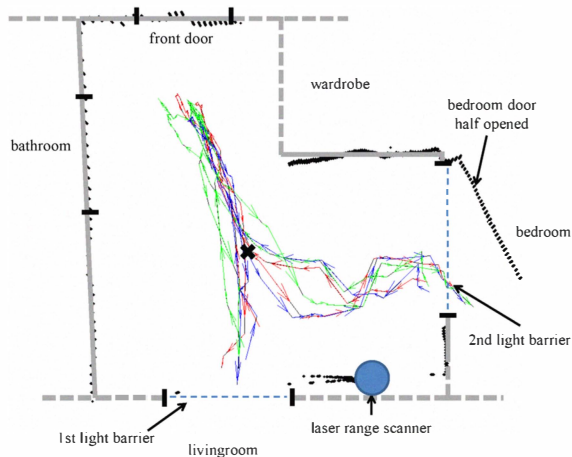 front door
wardrobe
bedroom door
half opened
bathroom
bedroom
2nd light barrier
1st light barrier
livingroom
laser range scanner